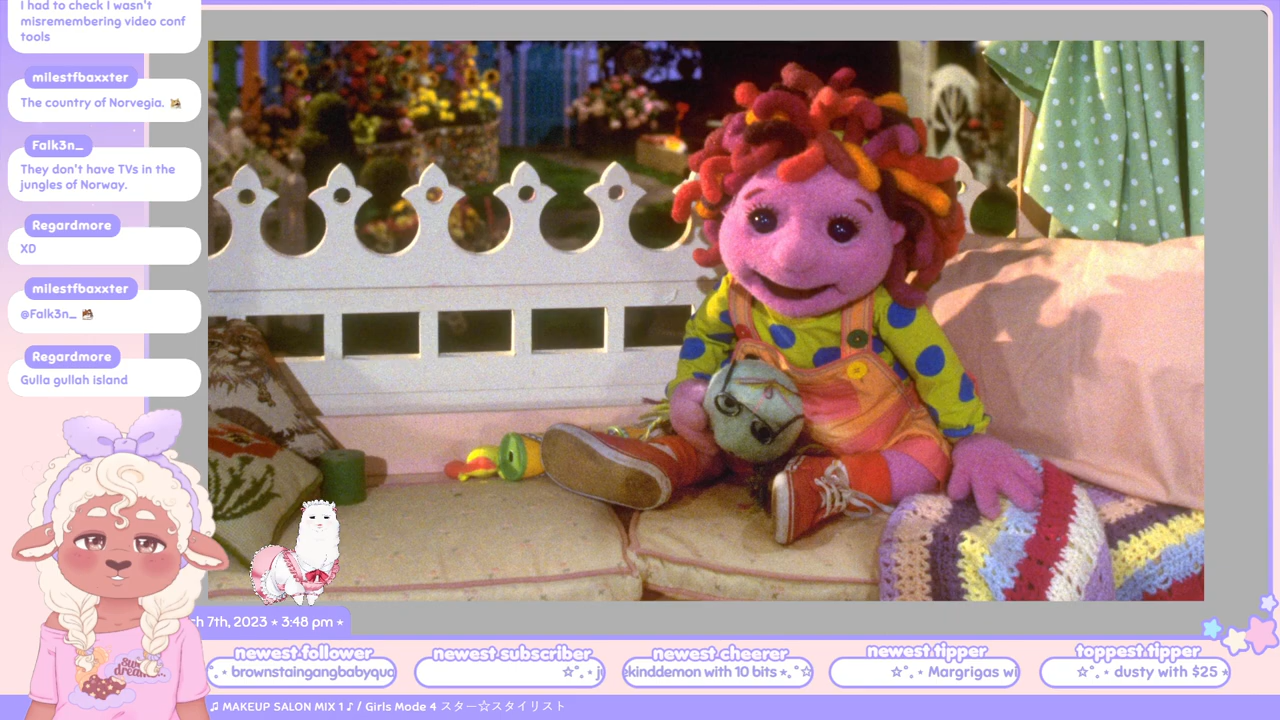 I had to check I wasn't
misremembering video conf
tools
milestfbaxxter
The country of Norvegia.
Falk3n_
They don't have TVs in the
jungles of Norway.
Regardmore
XD
milestfbaxxter
@Falk3n_
Regardmore
Gulla gullah island
sweet
dreams
ch 7th, 2023 ⋆ 3:48 pm ⋆
newest follower
newest subscriber
newest cheerer
newest tipper
toppest tipper
brownstaingangbabyquo
kinddemon with 10 bits
Margrigas wi
dusty with $25
♫ MAKEUP SALON MIX 1 ♪ / Girls Mode 4 スター☆スタイリスト